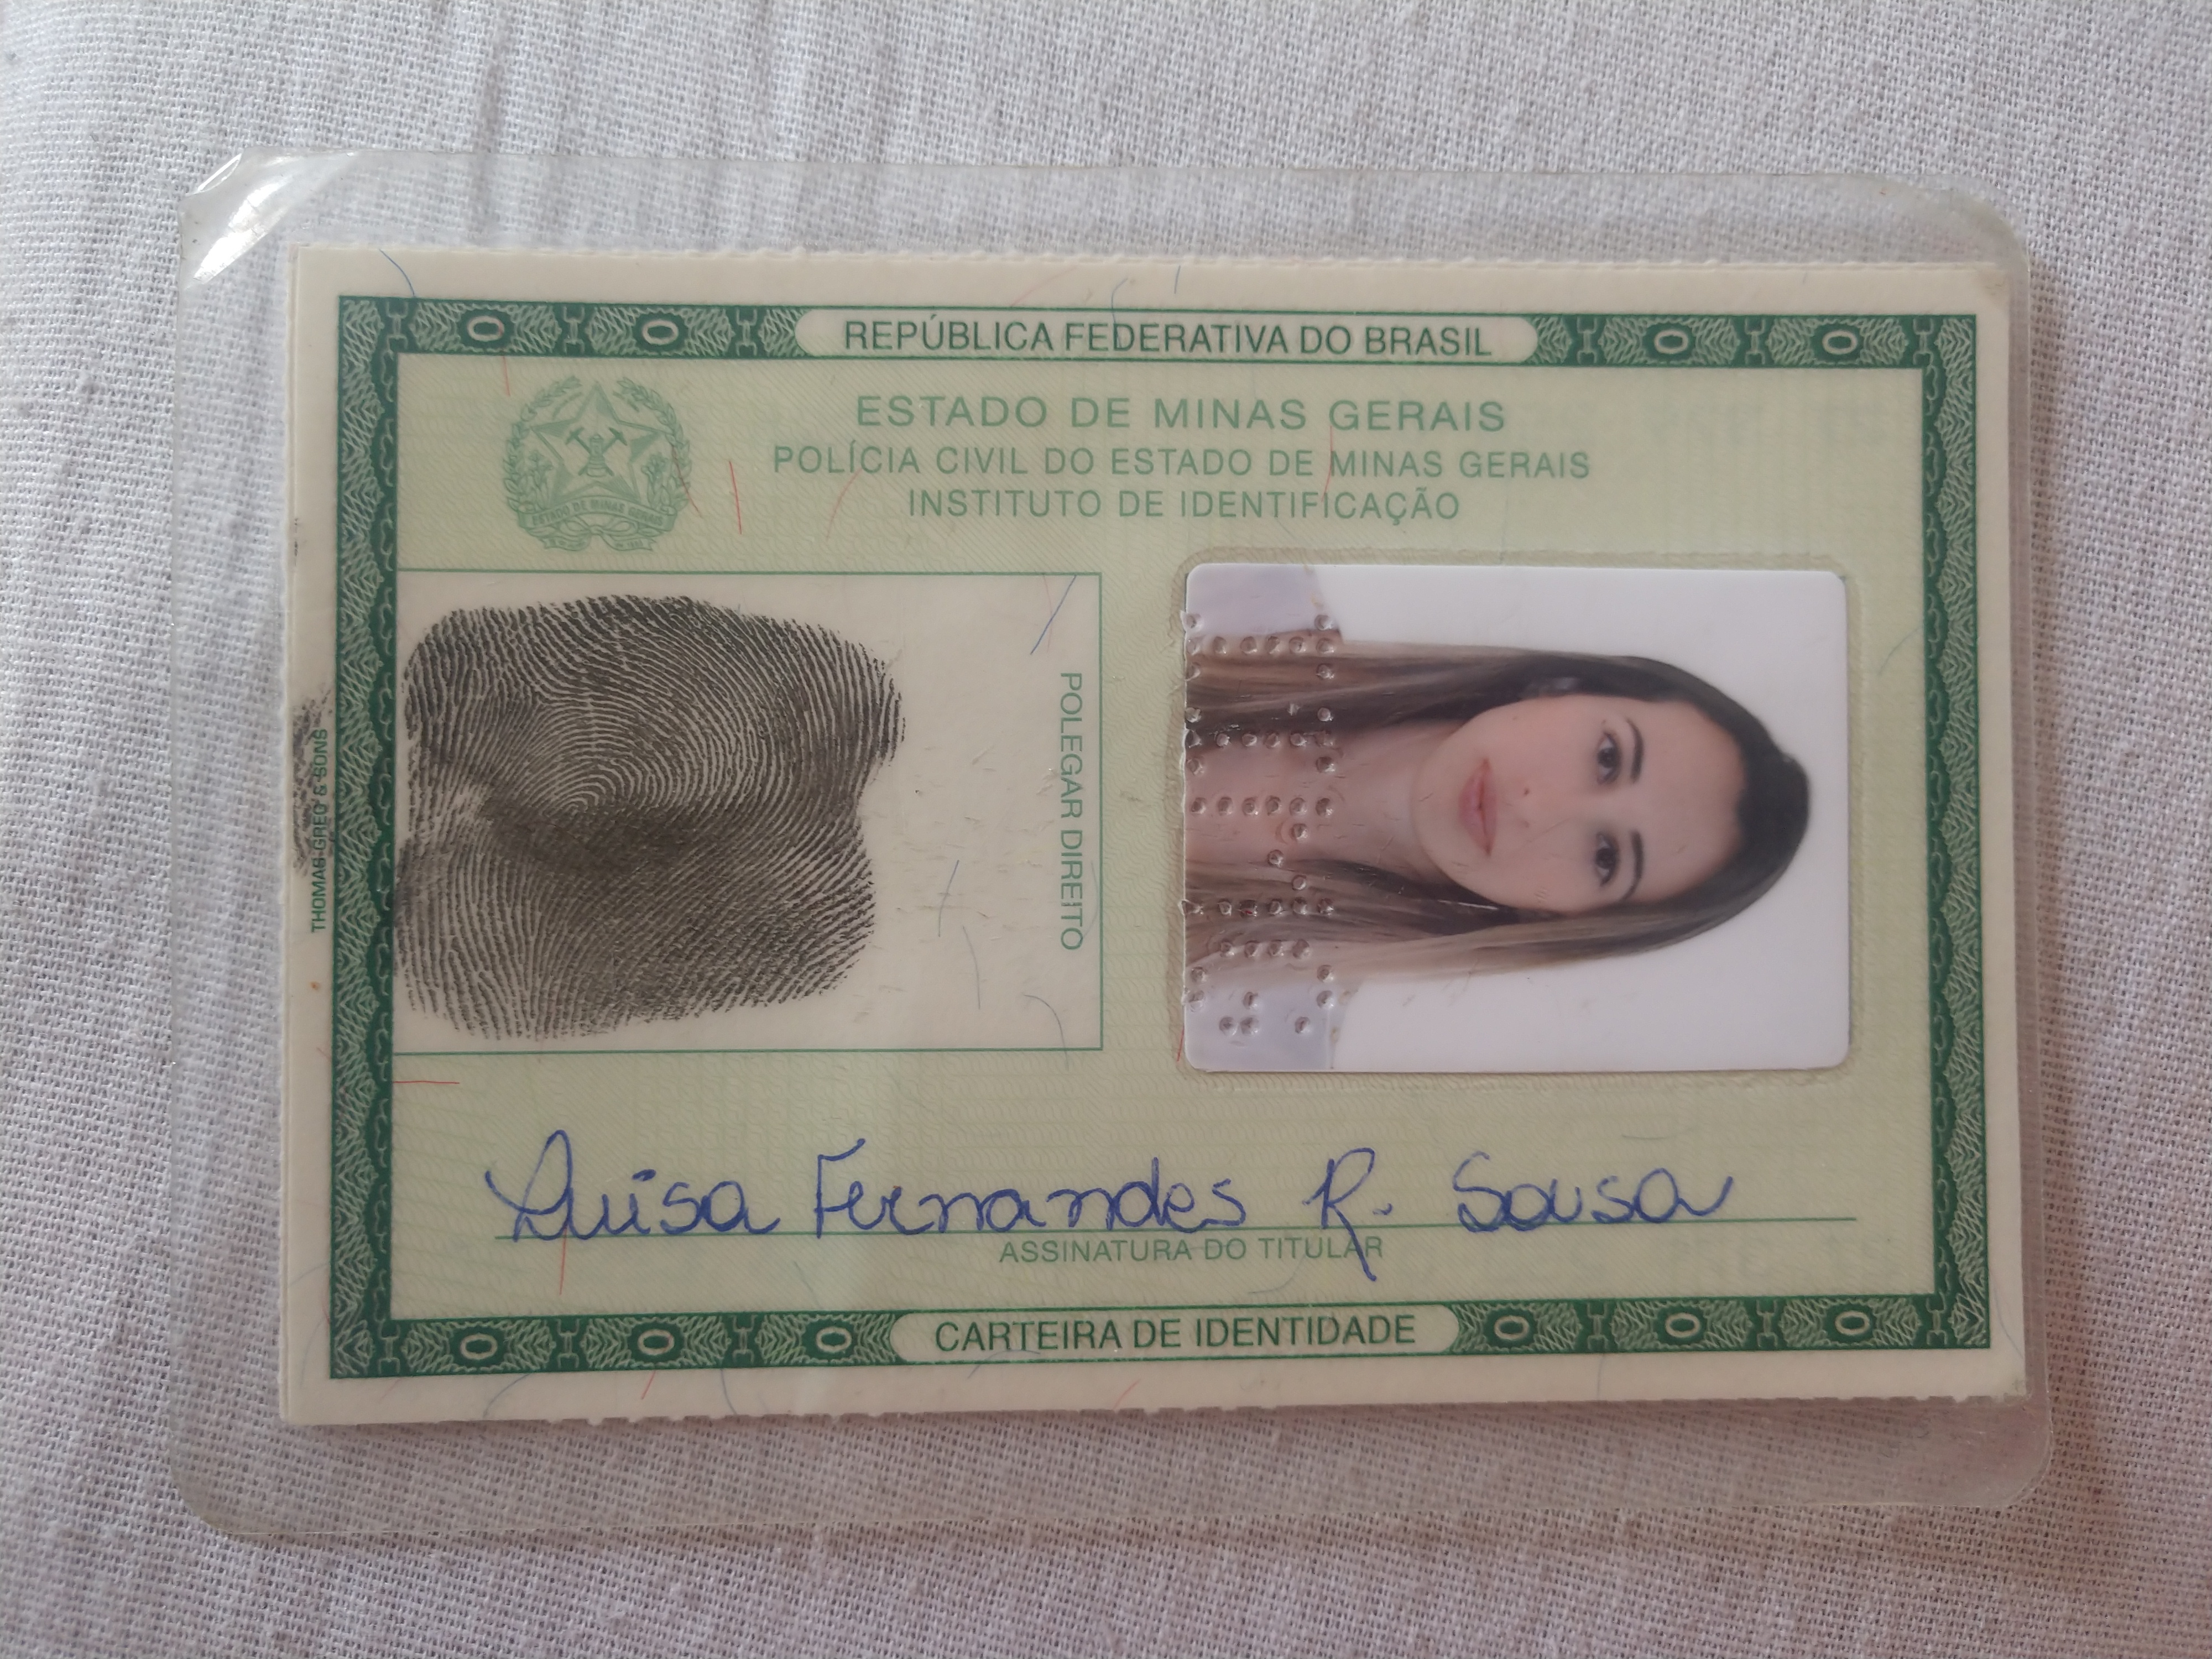 REPÚBLICA FEDERATIVA DO BRASIL
ESTADO DE MINAS GERAIS
POLÍCIA CIVIL DO ESTADO DE MINAS GERAIS
INSTITUTO DE IDENTIFICAÇÃO
POLEGAR DIREITO
Luisa Fernandes R. Sousa
ASSINATURA DO TITULAR
CARTEIRA DE IDENTIDADE
THOMAS GREG & SONS